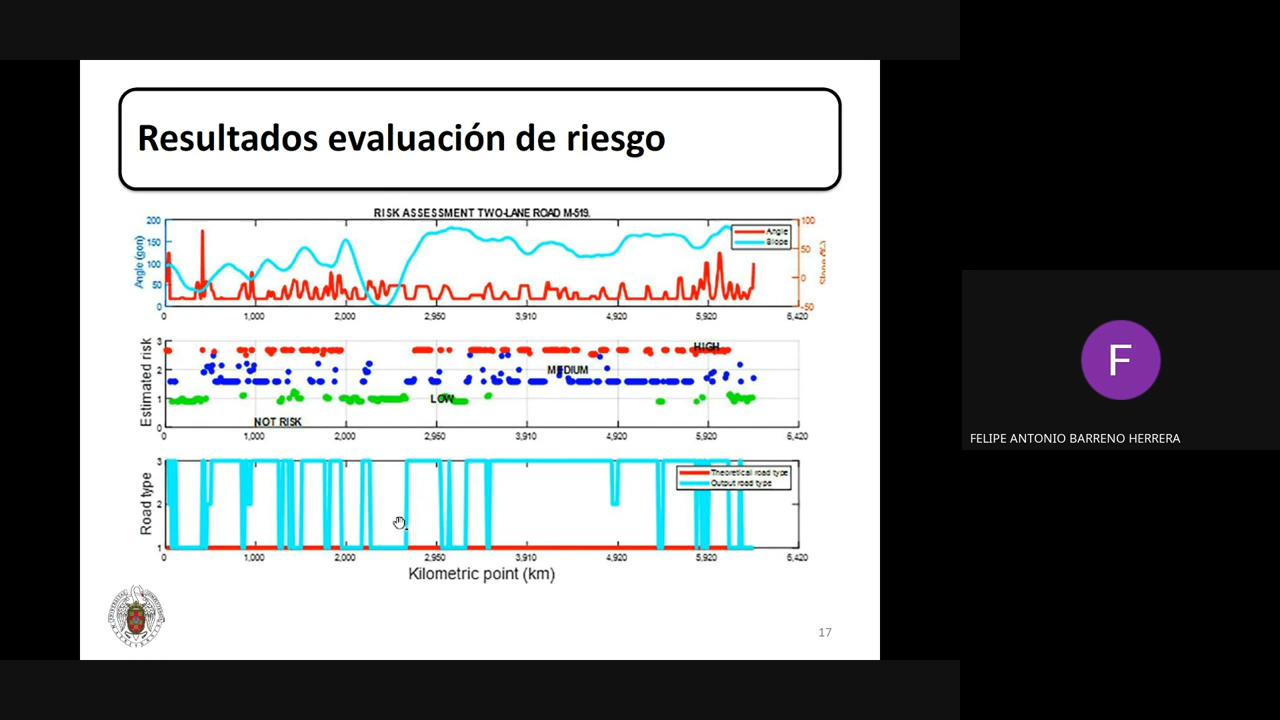 Resultados evaluación de riesgo
RISK ASSESSMENT TWO-LANE ROAD M-519.
Angle (gon)
200
150
100
50
0
100
50
0
-50
Slope (%)
Angle
Slope
0 1,000 2,000 2,950 3,910 4,920 5,920 6,420
Estimated risk
3
2
1
0
HIGH
MEDIUM
LOW
NOT RISK
0 1,000 2,000 2,950 3,910 4,920 5,920 6,420
Road type
3
2
1
Theoretical road type
Output road type
0 1,000 2,000 2,950 3,910 4,920 5,920 6,420
Kilometric point (km)
17
F
FELIPE ANTONIO BARRENO HERRERA